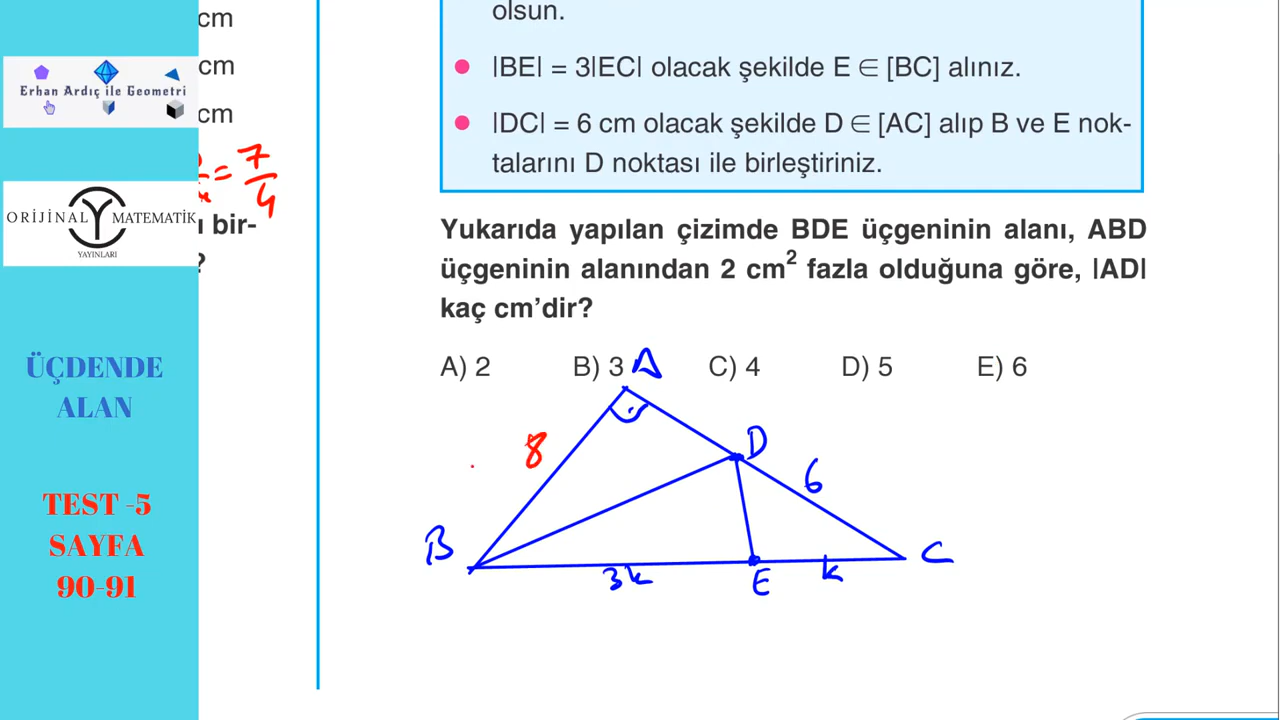 cm
cm
cm
Erhan Ardıç ile Geometri
= 7/4
ORİJİNAL Y MATEMATİK
YAYINLARI
bir-
?
ÜÇDENDE
ALAN
TEST -5
SAYFA
90-91
olsun.
● |BE| = 3|EC| olacak şekilde E ∈ [BC] alınız.
● |DC| = 6 cm olacak şekilde D ∈ [AC] alıp B ve E nok-
talarını D noktası ile birleştiriniz.
Yukarıda yapılan çizimde BDE üçgeninin alanı, ABD
üçgeninin alanından 2 cm² fazla olduğuna göre, |AD|
kaç cm’dir?
A) 2 B) 3 C) 4 D) 5 E) 6
A
8
D
6
B
C
3k
E
k